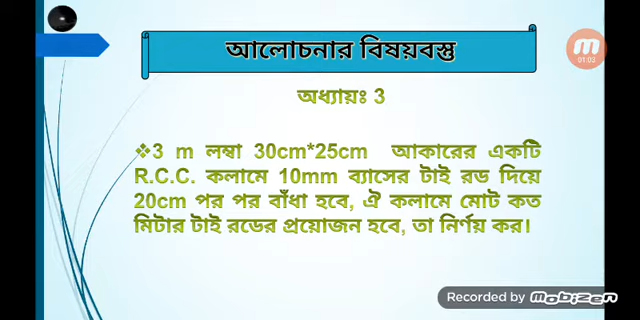 আলোচনার বিষয়বস্তু
01:02
অধ্যায়ঃ 3
❖3 m লম্বা 30cm*25cm আকারের একটি
R.C.C. কলামে 10mm ব্যাসের টাই রড দিয়ে
20cm পর পর বাঁধা হবে, ঐ কলামে মোট কত
মিটার টাই রডের প্রয়োজন হবে, তা নির্ণয় কর।
Recorded by mobizen